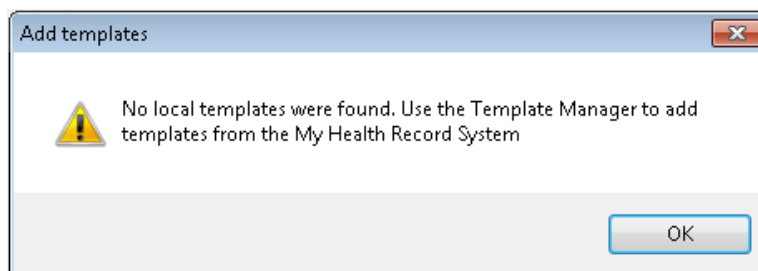 Add templates
No local templates were found. Use the Template Manager to add
templates from the My Health Record System
OK